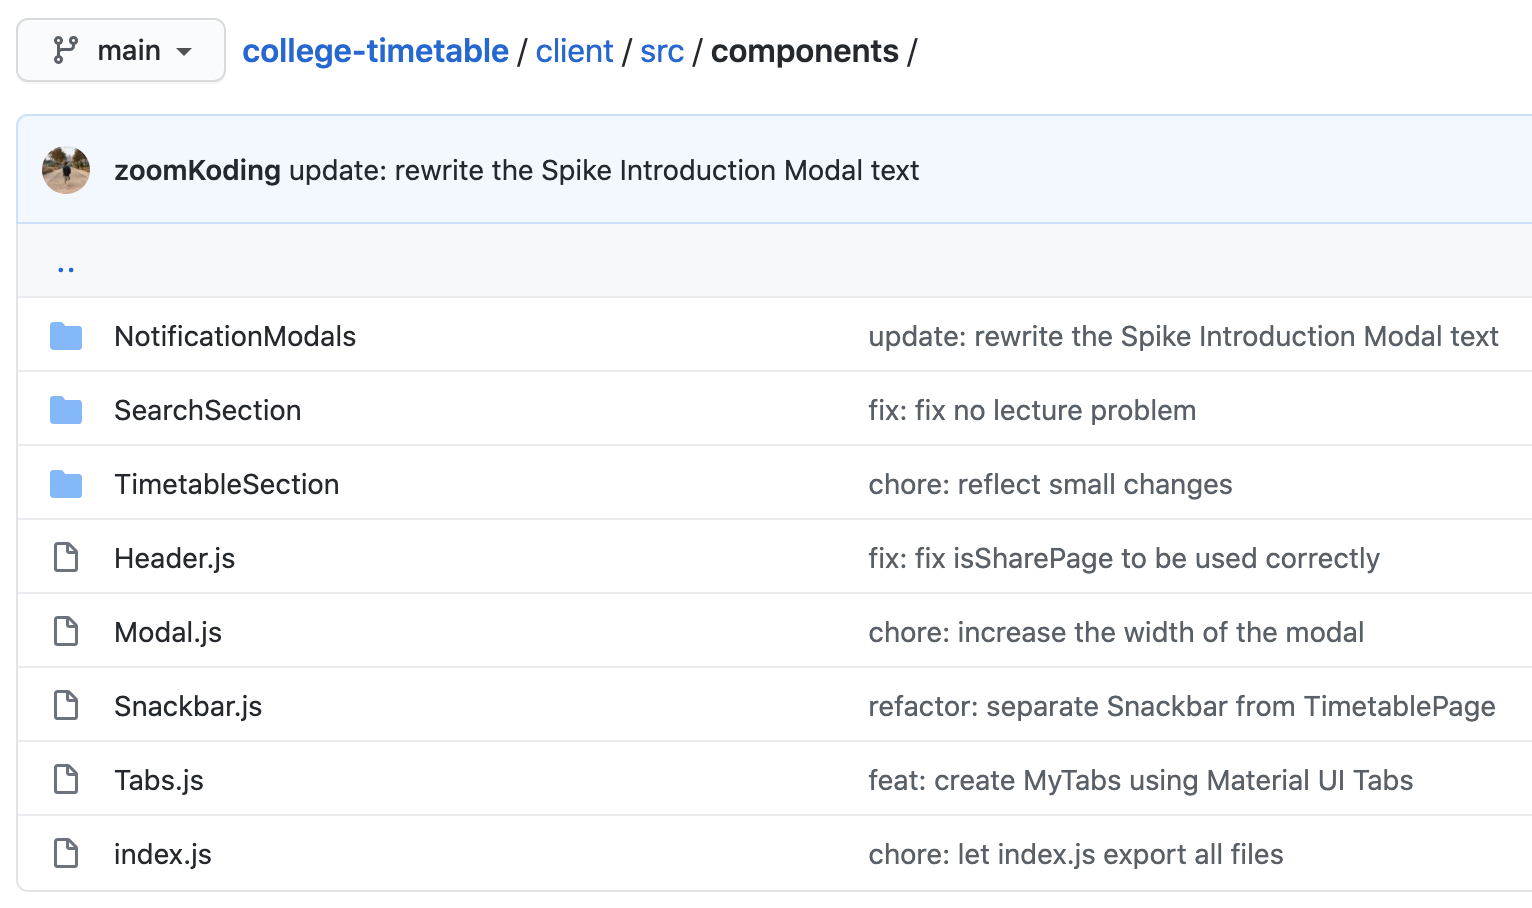 main college-timetable / client / src / components /
zoomKoding update: rewrite the Spike Introduction Modal text
..
NotificationModals update: rewrite the Spike Introduction Modal text
SearchSection fix: fix no lecture problem
TimetableSection chore: reflect small changes
Header.js fix: fix isSharePage to be used correctly
Modal.js chore: increase the width of the modal
Snackbar.js refactor: separate Snackbar from TimetablePage
Tabs.js feat: create MyTabs using Material UI Tabs
index.js chore: let index.js export all files